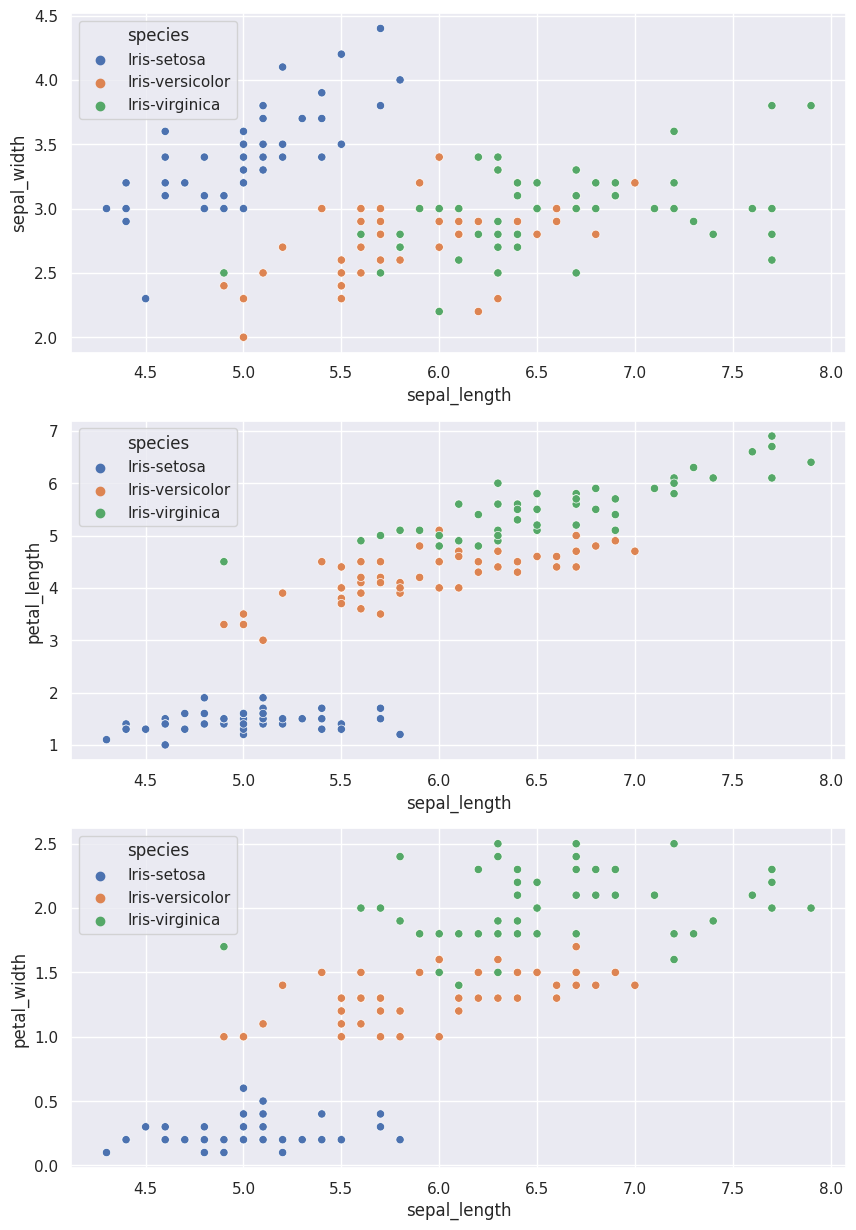 species
Iris-setosa
Iris-versicolor
Iris-virginica
4.5
4.0
3.5
3.0
2.5
2.0
sepal_width
4.5 5.0 5.5 6.0 6.5 7.0 7.5 8.0
sepal_length
species
Iris-setosa
Iris-versicolor
Iris-virginica
7
6
5
4
3
2
1
petal_length
4.5 5.0 5.5 6.0 6.5 7.0 7.5 8.0
sepal_length
species
Iris-setosa
Iris-versicolor
Iris-virginica
2.5
2.0
1.5
1.0
0.5
0.0
petal_width
4.5 5.0 5.5 6.0 6.5 7.0 7.5 8.0
sepal_length